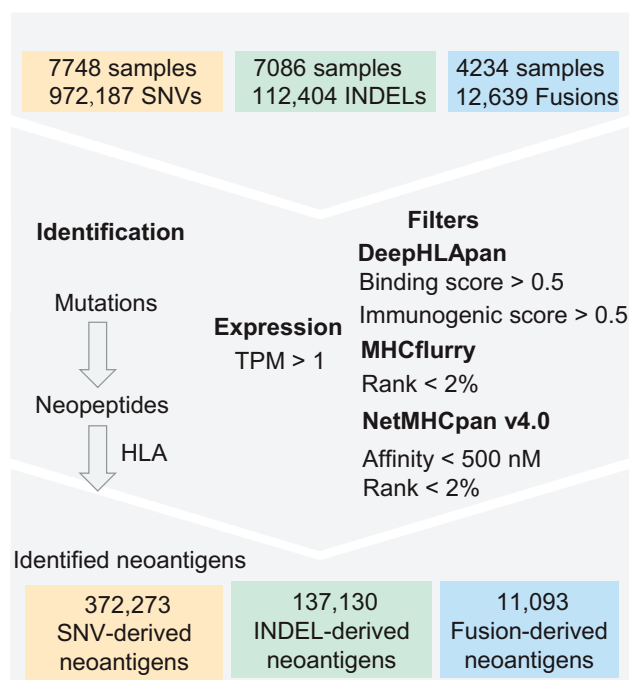 7748 samples
972,187 SNVs
7086 samples
112,404 INDELs
4234 samples
12,639 Fusions
Identification
Mutations
Neopeptides
HLA
Expression
TPM > 1
Filters
DeepHLApan
Binding score > 0.5
Immunogenic score > 0.5
MHCflurry
Rank < 2%
NetMHCpan v4.0
Affinity < 500 nM
Rank < 2%
Identified neoantigens
372,273
SNV-derived
neoantigens
137,130
INDEL-derived
neoantigens
11,093
Fusion-derived
neoantigens